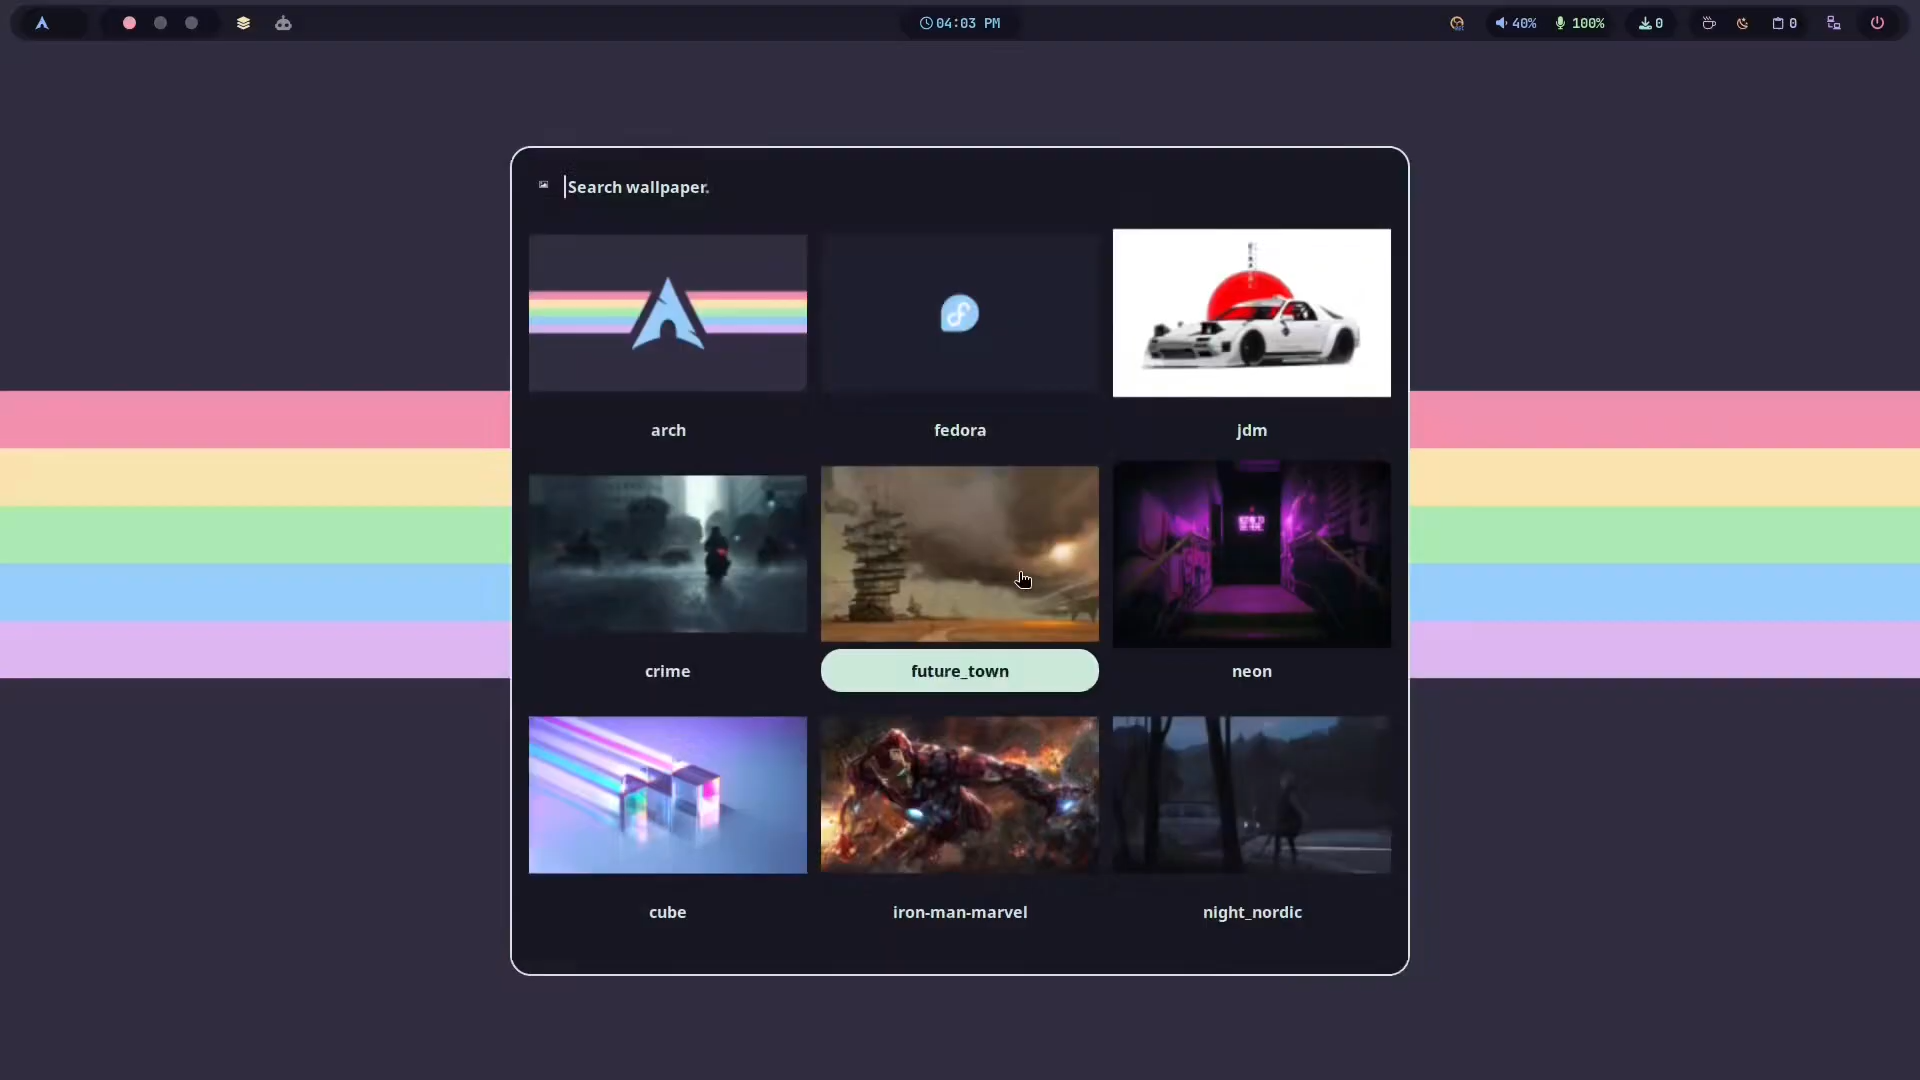 04:03 PM
40%
100%
0
0
Search wallpaper.
arch
fedora
jdm
crime
future_town
neon
cube
iron-man-marvel
night_nordic